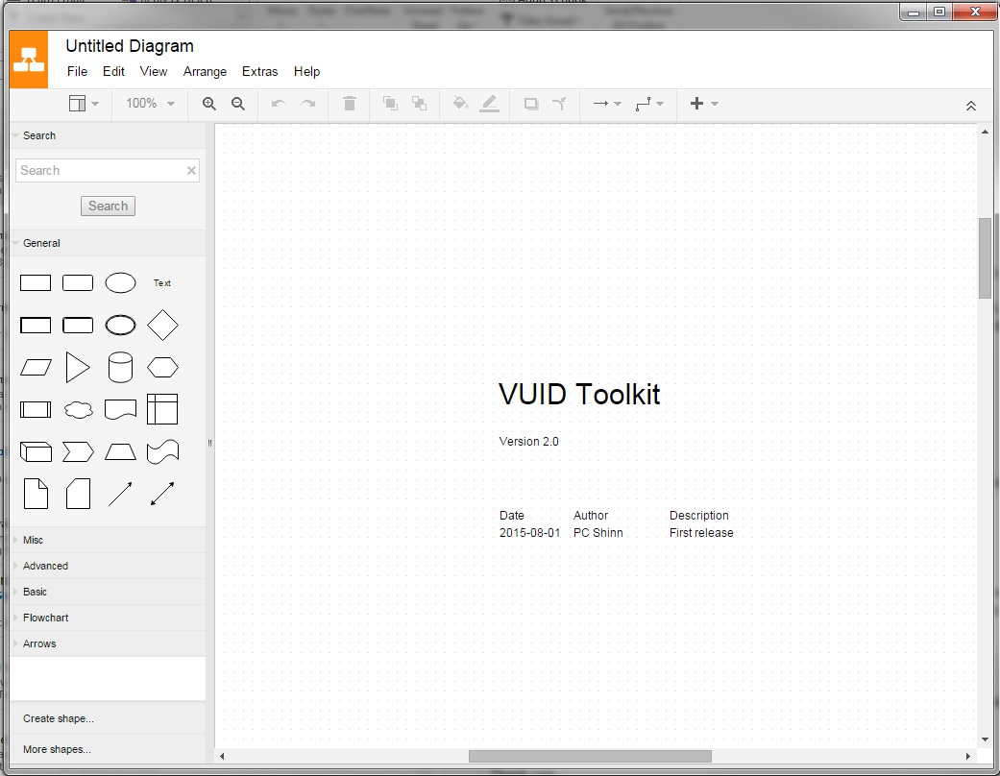 Untitled Diagram
File Edit View Arrange Extras Help
100%
Search
Search
Search
General
Text
Misc
Advanced
Basic
Flowchart
Arrows
Create shape...
More shapes...
VUID Toolkit
Version 2.0
Date Author Description
2015-08-01 PC Shinn First release